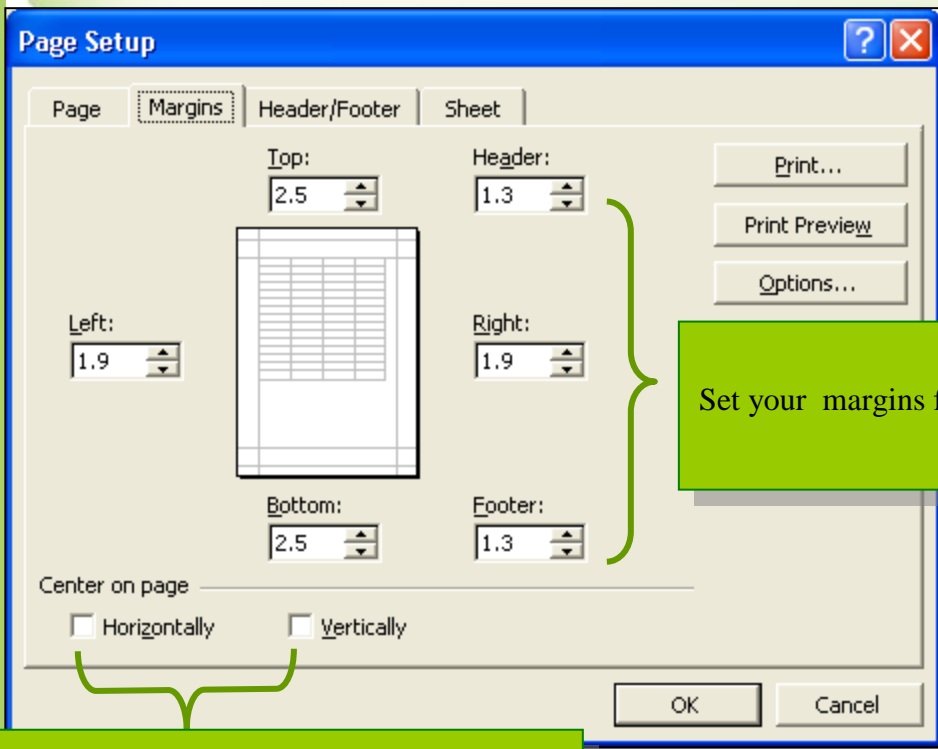 Page Setup
Page Margins Header/Footer Sheet
Top: Header:
2.5 1.3
Print...
Print Preview
Options...
Left: Right:
1.9 1.9
Set your margins
Bottom: Footer:
2.5 1.3
Center on page
Horizontally Vertically
OK Cancel